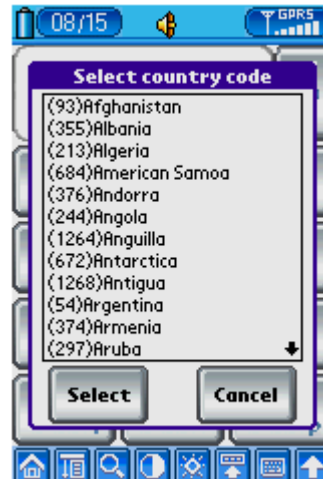 08/15
GPRS
Select country code
(93)Afghanistan
(355)Albania
(213)Algeria
(684)American Samoa
(376)Andorra
(244)Angola
(1264)Anguilla
(672)Antarctica
(1268)Antigua
(54)Argentina
(374)Armenia
(297)Aruba
Select
Cancel